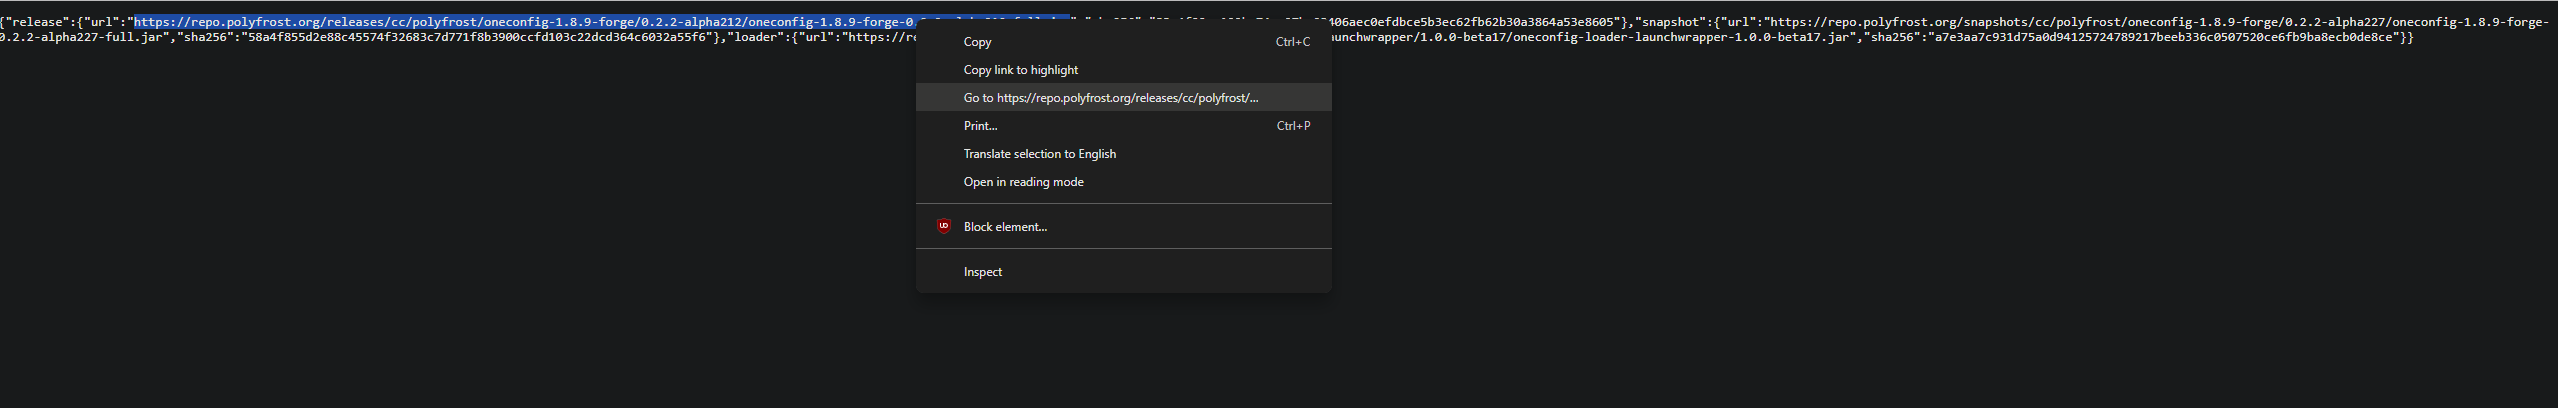 {"release":{"url":"https://repo.polyfrost.org/releases/cc/polyfrost/oneconfig-1.8.9-forge/0.2.2-alpha212/oneconfig-1.8.9-forge-0. 406aec0efdbce5b3ec62fb62b30a3864a53e8605"},"snapshot":{"url":"https://repo.polyfrost.org/snapshots/cc/polyfrost/oneconfig-1.8.9-forge/0.2.2-alpha227/oneconfig-1.8.9-forge-
0.2.2-alpha227-full.jar","sha256":"58a4f855d2e88c45574f32683c7d771f8b3900ccfd103c22dcd364c6032a55f6"},"loader":{"url":"https://re unchwrapper/1.0.0-beta17/oneconfig-loader-launchwrapper-1.0.0-beta17.jar","sha256":"a7e3aa7c931d75a0d94125724789217beeb336c0507520ce6fb9ba8ecb0de8ce"}}
Copy Ctrl+C
Copy link to highlight
Go to https://repo.polyfrost.org/releases/cc/polyfrost/...
Print... Ctrl+P
Translate selection to English
Open in reading mode
Block element...
Inspect